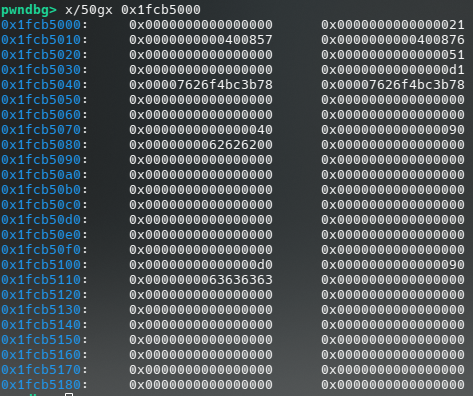 pwndbg> x/50gx 0x1fcb5000
0x1fcb5000: 0x0000000000000000 0x0000000000000021
0x1fcb5010: 0x0000000000400857 0x0000000000400876
0x1fcb5020: 0x0000000000000000 0x0000000000000051
0x1fcb5030: 0x0000000000000000 0x00000000000000d1
0x1fcb5040: 0x00007626f4bc3b78 0x00007626f4bc3b78
0x1fcb5050: 0x0000000000000000 0x0000000000000000
0x1fcb5060: 0x0000000000000000 0x0000000000000000
0x1fcb5070: 0x0000000000000040 0x0000000000000090
0x1fcb5080: 0x0000000062626200 0x0000000000000000
0x1fcb5090: 0x0000000000000000 0x0000000000000000
0x1fcb50a0: 0x0000000000000000 0x0000000000000000
0x1fcb50b0: 0x0000000000000000 0x0000000000000000
0x1fcb50c0: 0x0000000000000000 0x0000000000000000
0x1fcb50d0: 0x0000000000000000 0x0000000000000000
0x1fcb50e0: 0x0000000000000000 0x0000000000000000
0x1fcb50f0: 0x0000000000000000 0x0000000000000000
0x1fcb5100: 0x00000000000000d0 0x0000000000000090
0x1fcb5110: 0x0000000063636363 0x0000000000000000
0x1fcb5120: 0x0000000000000000 0x0000000000000000
0x1fcb5130: 0x0000000000000000 0x0000000000000000
0x1fcb5140: 0x0000000000000000 0x0000000000000000
0x1fcb5150: 0x0000000000000000 0x0000000000000000
0x1fcb5160: 0x0000000000000000 0x0000000000000000
0x1fcb5170: 0x0000000000000000 0x0000000000000000
0x1fcb5180: 0x0000000000000000 0x0000000000000000